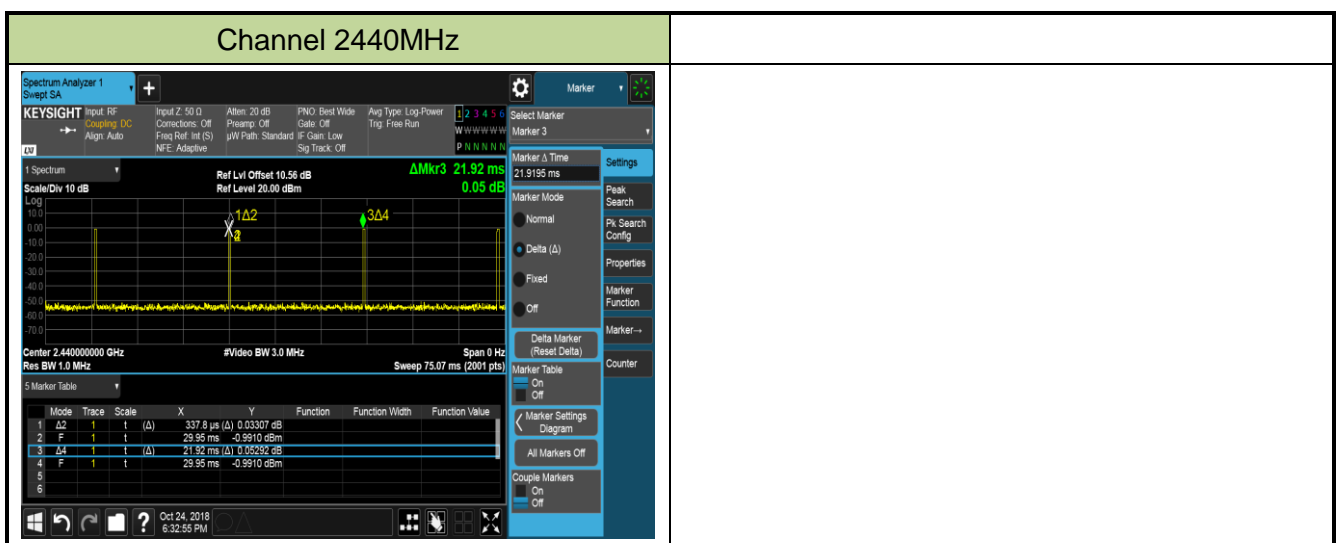 Channel 2440MHz
Spectrum Analyzer 1
Swept SA
Marker
KEYSIGHT
Input: RF
Coupling: DC
Align: Auto
Input Z: 50 Ω
Corrections: Off
Freq Ref: Int (S)
NFE: Adaptive
Atten: 20 dB
Preamp: Off
µW Path: Standard
PNO: Best Wide
Gate: Off
IF Gain: Low
Sig Track: Off
Avg Type: Log-Power
Trig: Free Run
1 2 3 4 5 6
W W W W W W
P N N N N N
LXI
Select Marker
Marker 3
1 Spectrum
Scale/Div 10 dB
Ref Lvl Offset 10.56 dB
Ref Level 20.00 dBm
ΔMkr3 21.92 ms
0.05 dB
Log
10.0
0.00
-10.0
-20.0
-30.0
-40.0
-50.0
-60.0
-70.0
1Δ2
3Δ4
Center 2.440000000 GHz
Res BW 1.0 MHz
#Video BW 3.0 MHz
Span 0 Hz
Sweep 75.07 ms (2001 pts)
5 Marker Table
Mode Trace Scale X Y Function Function Width Function Value
1 Δ2 1 t (Δ) 337.8 µs (Δ) 0.03307 dB
2 F 1 t 29.95 ms -0.9910 dBm
3 Δ4 1 t (Δ) 21.92 ms (Δ) 0.05292 dB
4 F 1 t 29.95 ms -0.9910 dBm
5
6
Marker Δ Time
21.9195 ms
Marker Mode
Normal
Delta (Δ)
Fixed
Off
Delta Marker
(Reset Delta)
Marker Table
On
Off
Marker Settings
Diagram
All Markers Off
Couple Markers
On
Off
Settings
Peak
Search
Pk Search
Config
Properties
Marker
Function
Marker→
Counter
?
Oct 24, 2018
6:32:55 PM